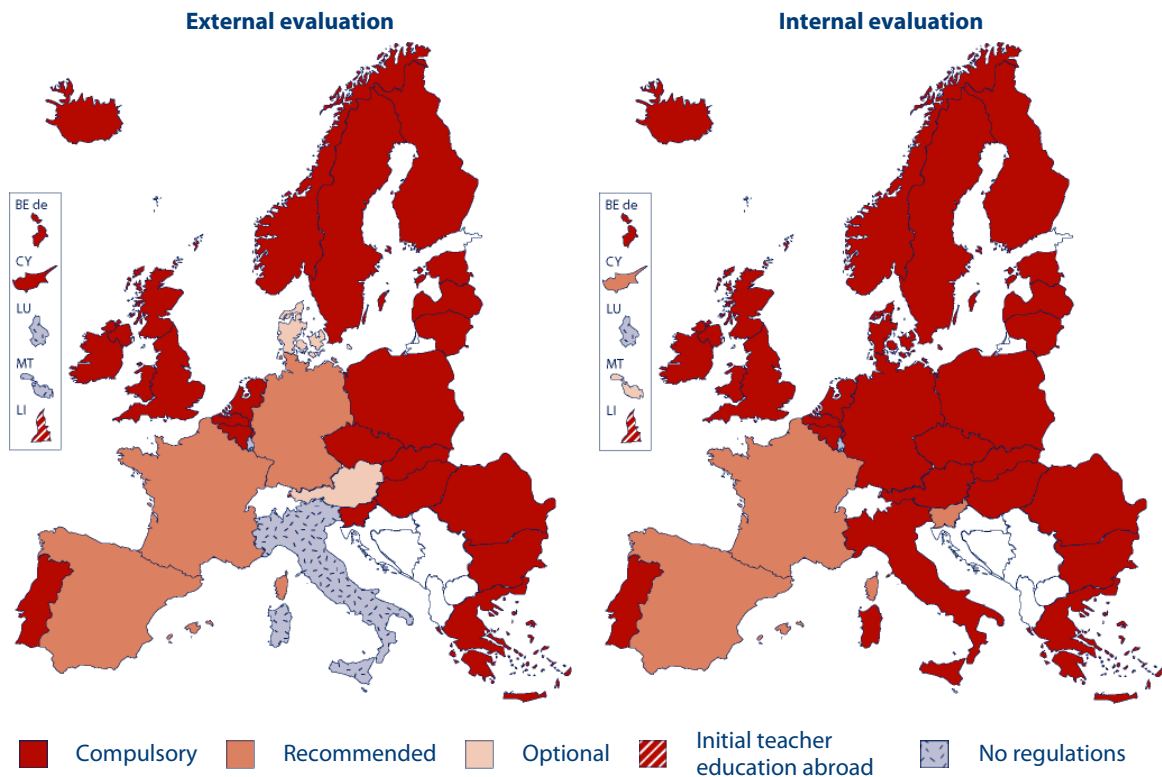 External evaluation
Internal evaluation
BE de
CY
LU
MT
LI
BE de
CY
LU
MT
LI
Compulsory
Recommended
Optional
Initial teacher
education abroad
No regulations